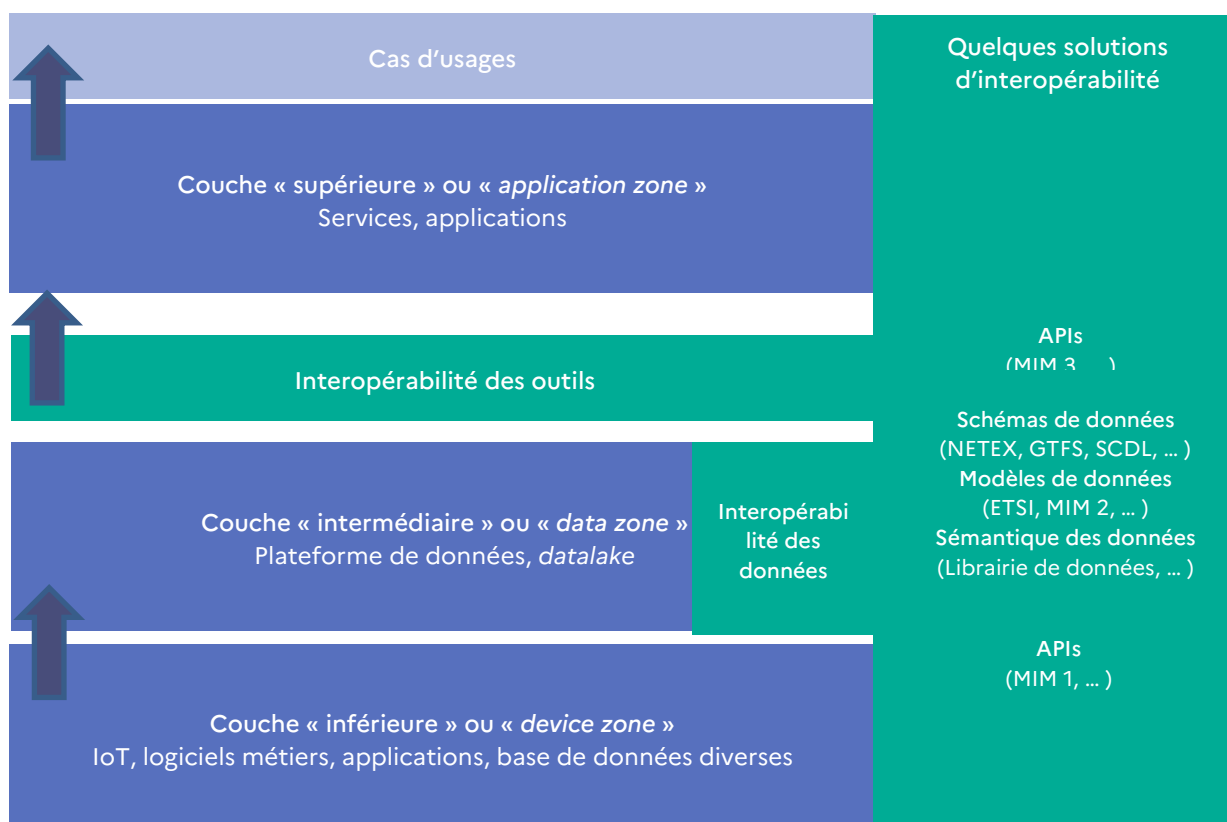 Cas d'usages
Couche « supérieure » ou « application zone »
Services, applications
Interopérabilité des outils
Couche « intermédiaire » ou « data zone »
Plateforme de données, datalake
Interopérabi
lité des
données
Couche « inférieure » ou « device zone »
IoT, logiciels métiers, applications, base de données diverses
Quelques solutions
d'interopérabilité
APIs
(MIM 3 )
Schémas de données
(NETEX, GTFS, SCDL, … )
Modèles de données
(ETSI, MIM 2, … )
Sémantique des données
(Librairie de données, … )
APIs
(MIM 1, … )